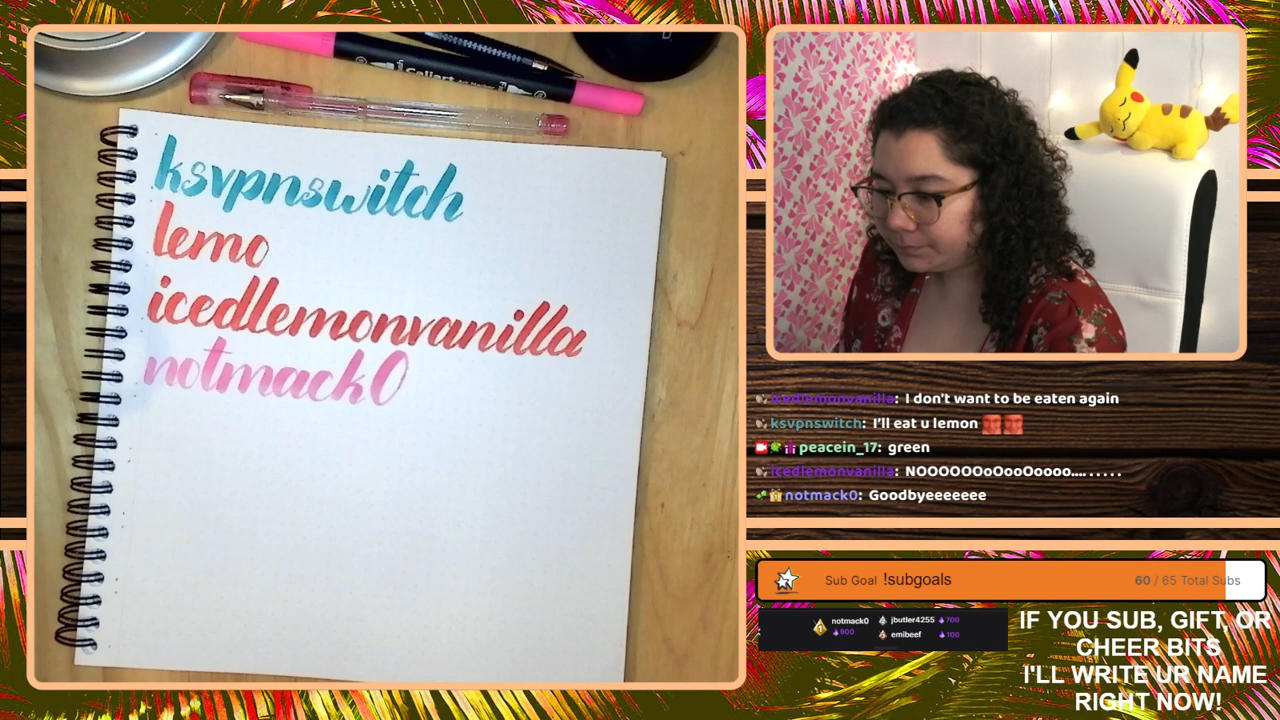 Caliart
ksvpnswitch
lemo
icedlemonvanilla
notmack0
icedlemonvanilla: I don't want to be eaten again
ksvpnswitch: I'll eat u lemon
peacein_17: green
icedlemonvanilla: NOOOOOOoOooOoooo.... . . . . .
notmack0: Goodbyeeeeeee
Sub Goal !subgoals 60 / 65 Total Subs
1 notmack0 900
jbutler4255 700
emibeef 100
IF YOU SUB, GIFT, OR
CHEER BITS
I'LL WRITE UR NAME
RIGHT NOW!